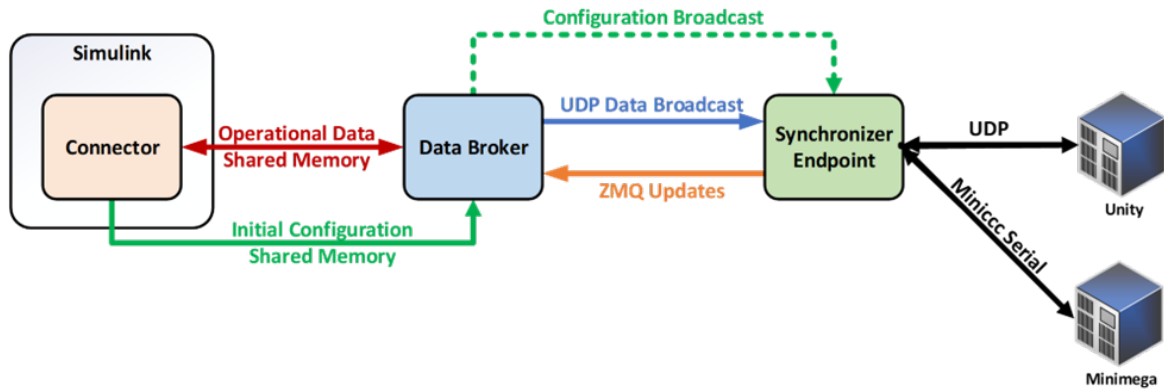 Configuration Broadcast
Simulink
Connector
Operational Data
Shared Memory
Data Broker
UDP Data Broadcast
ZMQ Updates
Synchronizer
Endpoint
UDP
Unity
Initial Configuration
Shared Memory
Miniccc Serial
Minimega